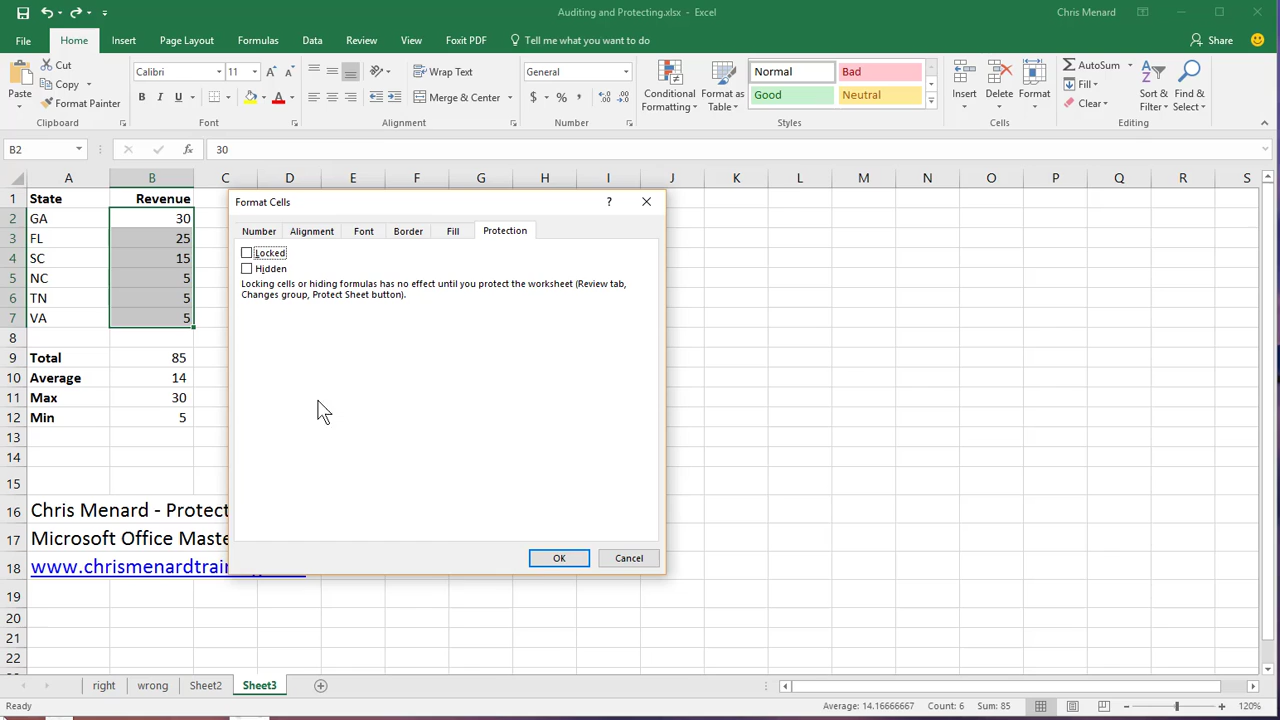 Auditing and Protecting.xlsx - Excel
Chris Menard
File Home Insert Page Layout Formulas Data Review View Foxit PDF Tell me what you want to do Share
Paste
Cut
Copy
Format Painter
Clipboard
Calibri 11
B I U
Font
Wrap Text
Merge & Center
Alignment
General
$ % ,
Number
Conditional Formatting
Format as Table
Normal Bad
Good Neutral
Styles
Insert Delete Format
Cells
AutoSum
Fill
Clear
Sort & Filter
Find & Select
Editing
B2 fx 30
A B C D E F G H I J K L M N O P Q R S
1 State Revenue
2 GA 30
3 FL 25
4 SC 15
5 NC 5
6 TN 5
7 VA 5
8
9 Total 85
10 Average 14
11 Max 30
12 Min 5
13
14
15
16 Chris Menard - Protect
17 Microsoft Office Maste
18 www.chrismenardtrai
19
20
21
22
Format Cells ?
Number Alignment Font Border Fill Protection
Locked
Hidden
Locking cells or hiding formulas has no effect until you protect the worksheet (Review tab,
Changes group, Protect Sheet button).
OK Cancel
right wrong Sheet2 Sheet3
Ready Average: 14.16666667 Count: 6 Sum: 85 120%